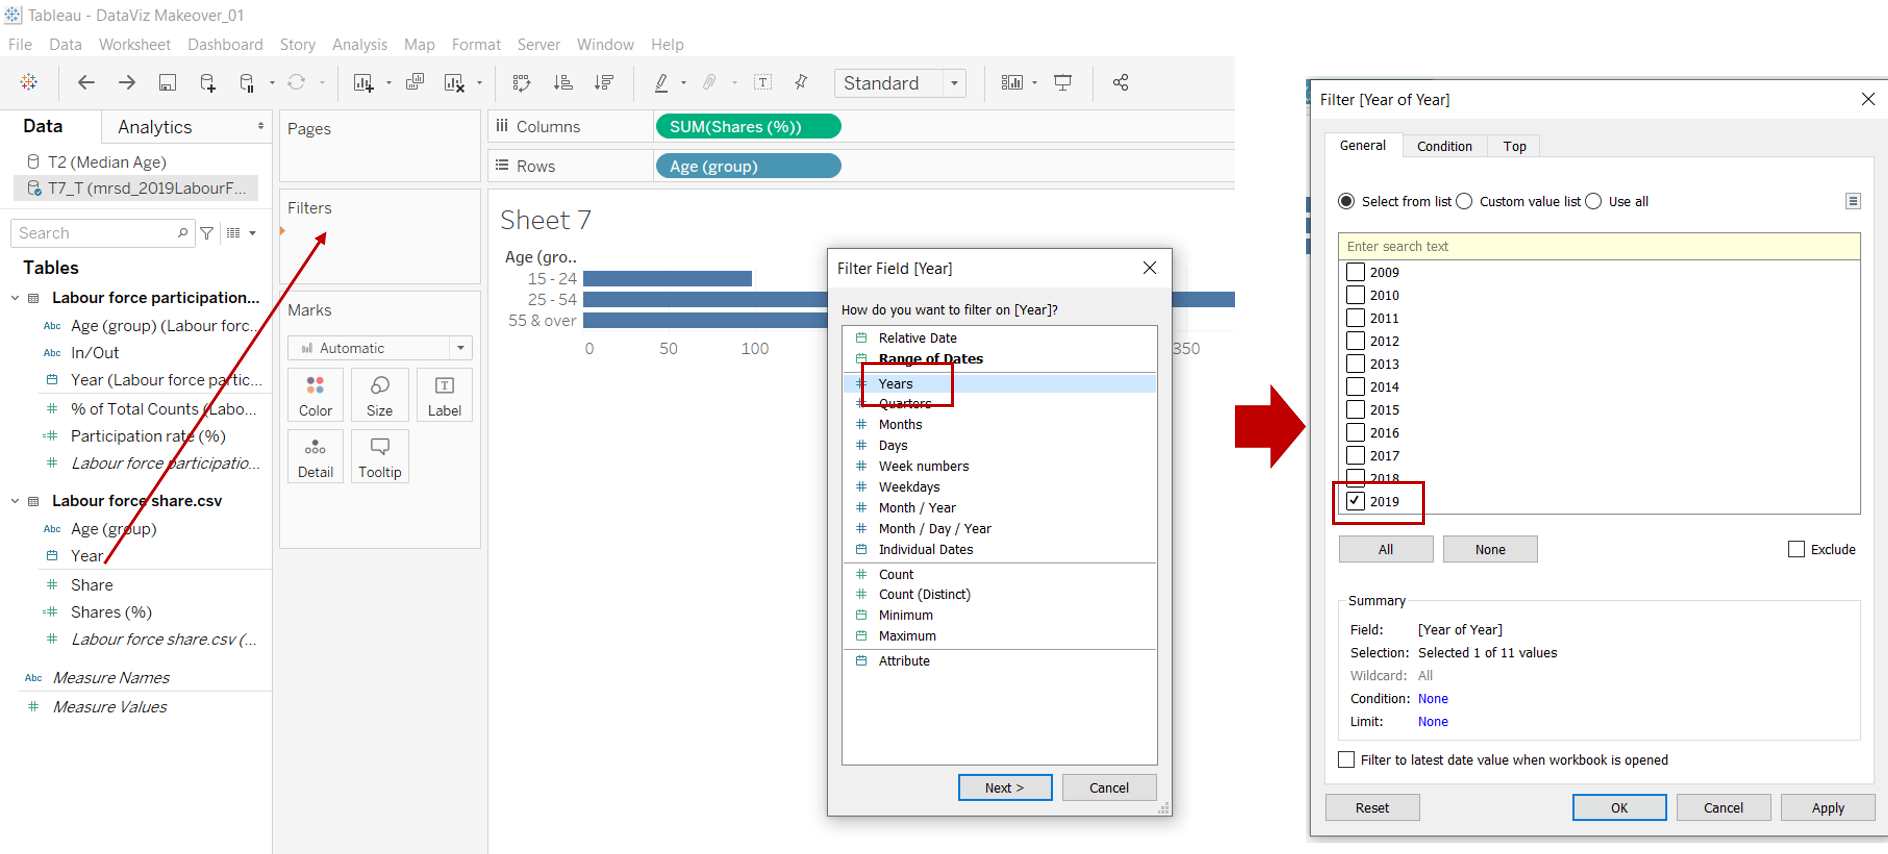 Tableau - DataViz Makeover_01
File Data Worksheet Dashboard Story Analysis Map Format Server Window Help
Standard
Data
Analytics
T2 (Median Age)
T7_T (mrsd_2019LabourF...
Search
Tables
Labour force participation...
Abc Age (group) (Labour forc...
Abc In/Out
Year (Labour force partic...
% of Total Counts (Labo...
Participation rate (%)
Labour force participatio...
Labour force share.csv
Abc Age (group)
Year
Share
Shares (%)
Labour force share.csv (...
Abc Measure Names
Measure Values
Pages
Filters
Marks
Automatic
Color
Size
Label
Detail
Tooltip
Columns
SUM(Shares (%))
Rows
Age (group)
Sheet 7
Age (gro..
15 - 24
25 - 54
55 & over
0 50 100 350
Filter Field [Year]
How do you want to filter on [Year]?
Relative Date
Range of Dates
Years
Quarters
Months
Days
Week numbers
Weekdays
Month / Year
Month / Day / Year
Individual Dates
Count
Count (Distinct)
Minimum
Maximum
Attribute
Next >
Cancel
Filter [Year of Year]
General
Condition
Top
Select from list
Custom value list
Use all
Enter search text
2009
2010
2011
2012
2013
2014
2015
2016
2017
2018
2019
All
None
Exclude
Summary
Field: [Year of Year]
Selection: Selected 1 of 11 values
Wildcard: All
Condition: None
Limit: None
Filter to latest date value when workbook is opened
Reset
OK
Cancel
Apply